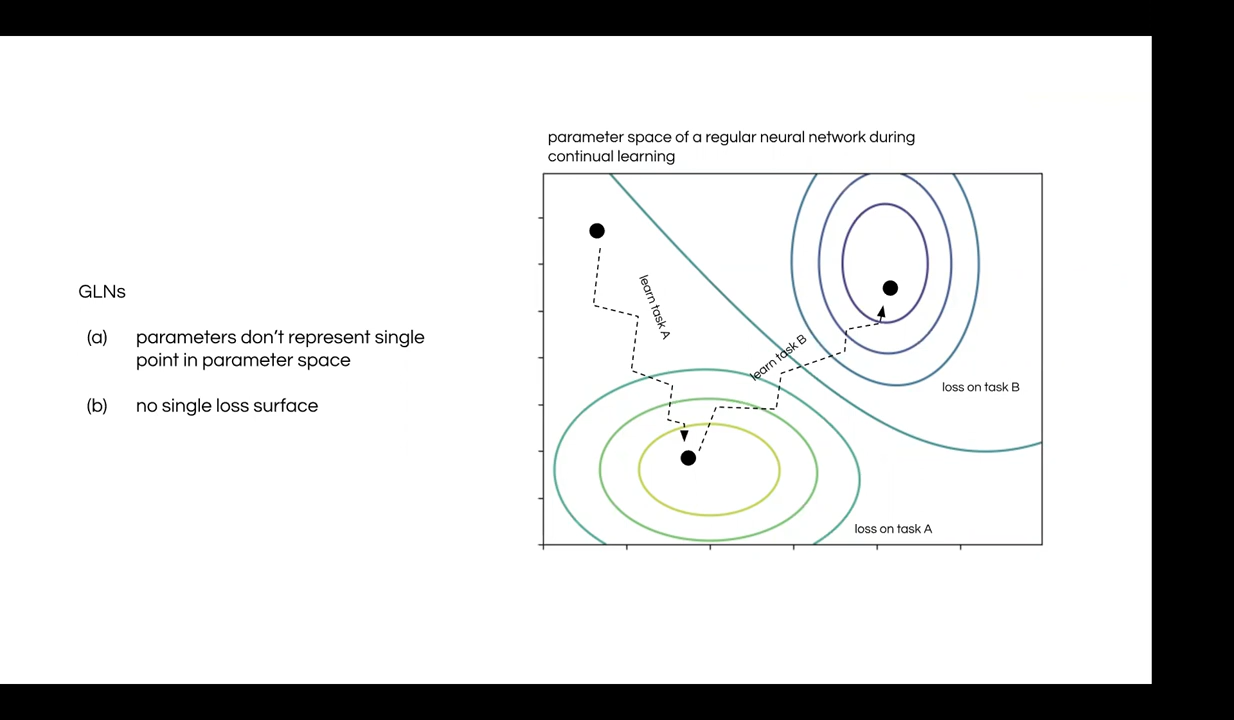 parameter space of a regular neural network during
continual learning
GLNs
(a) parameters don't represent single
point in parameter space
(b) no single loss surface
learn task A
learn task B
loss on task B
loss on task A